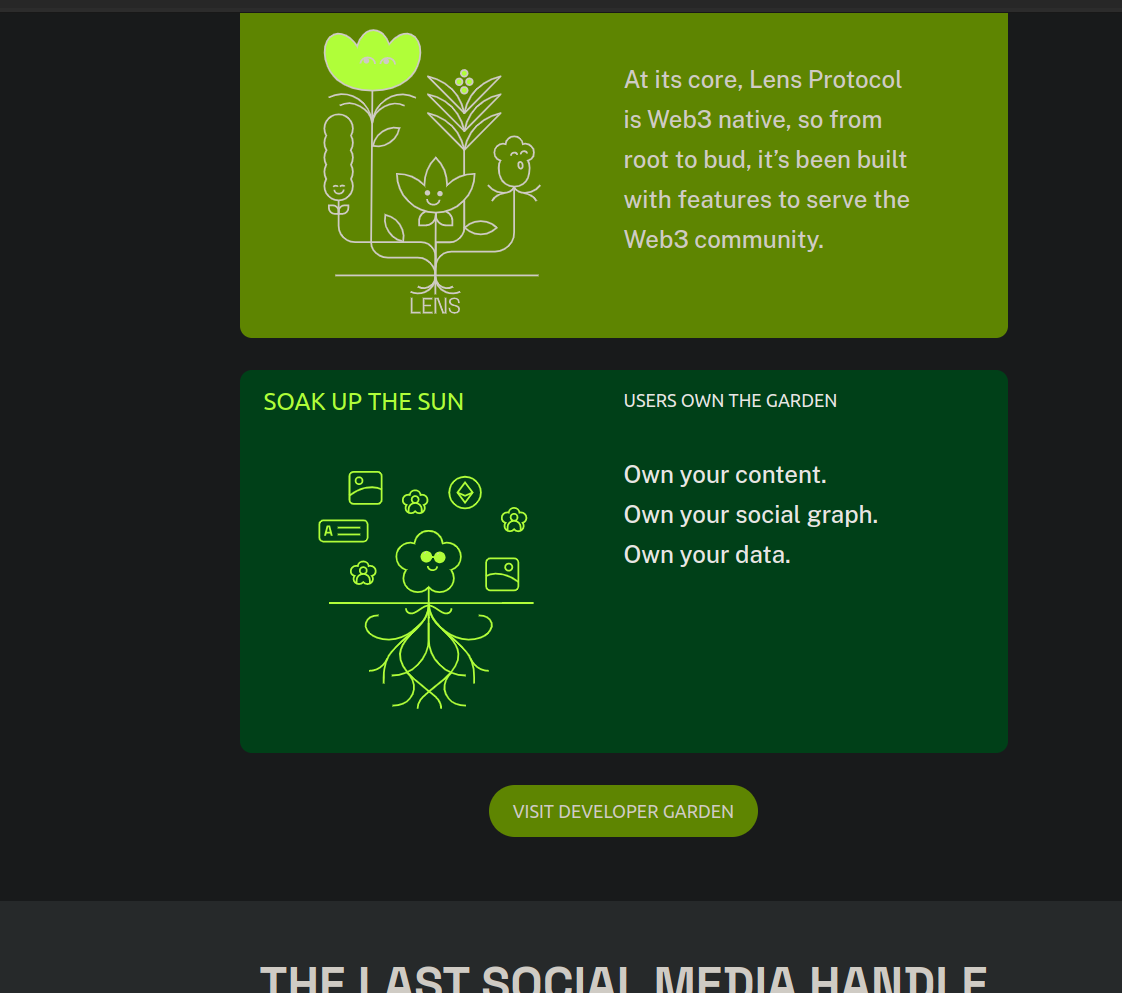 At its core, Lens Protocol
is Web3 native, so from
root to bud, it’s been built
with features to serve the
Web3 community.
LENS
SOAK UP THE SUN
USERS OWN THE GARDEN
Own your content.
Own your social graph.
Own your data.
A
VISIT DEVELOPER GARDEN
THE LAST SOCIAL MEDIA HANDLE